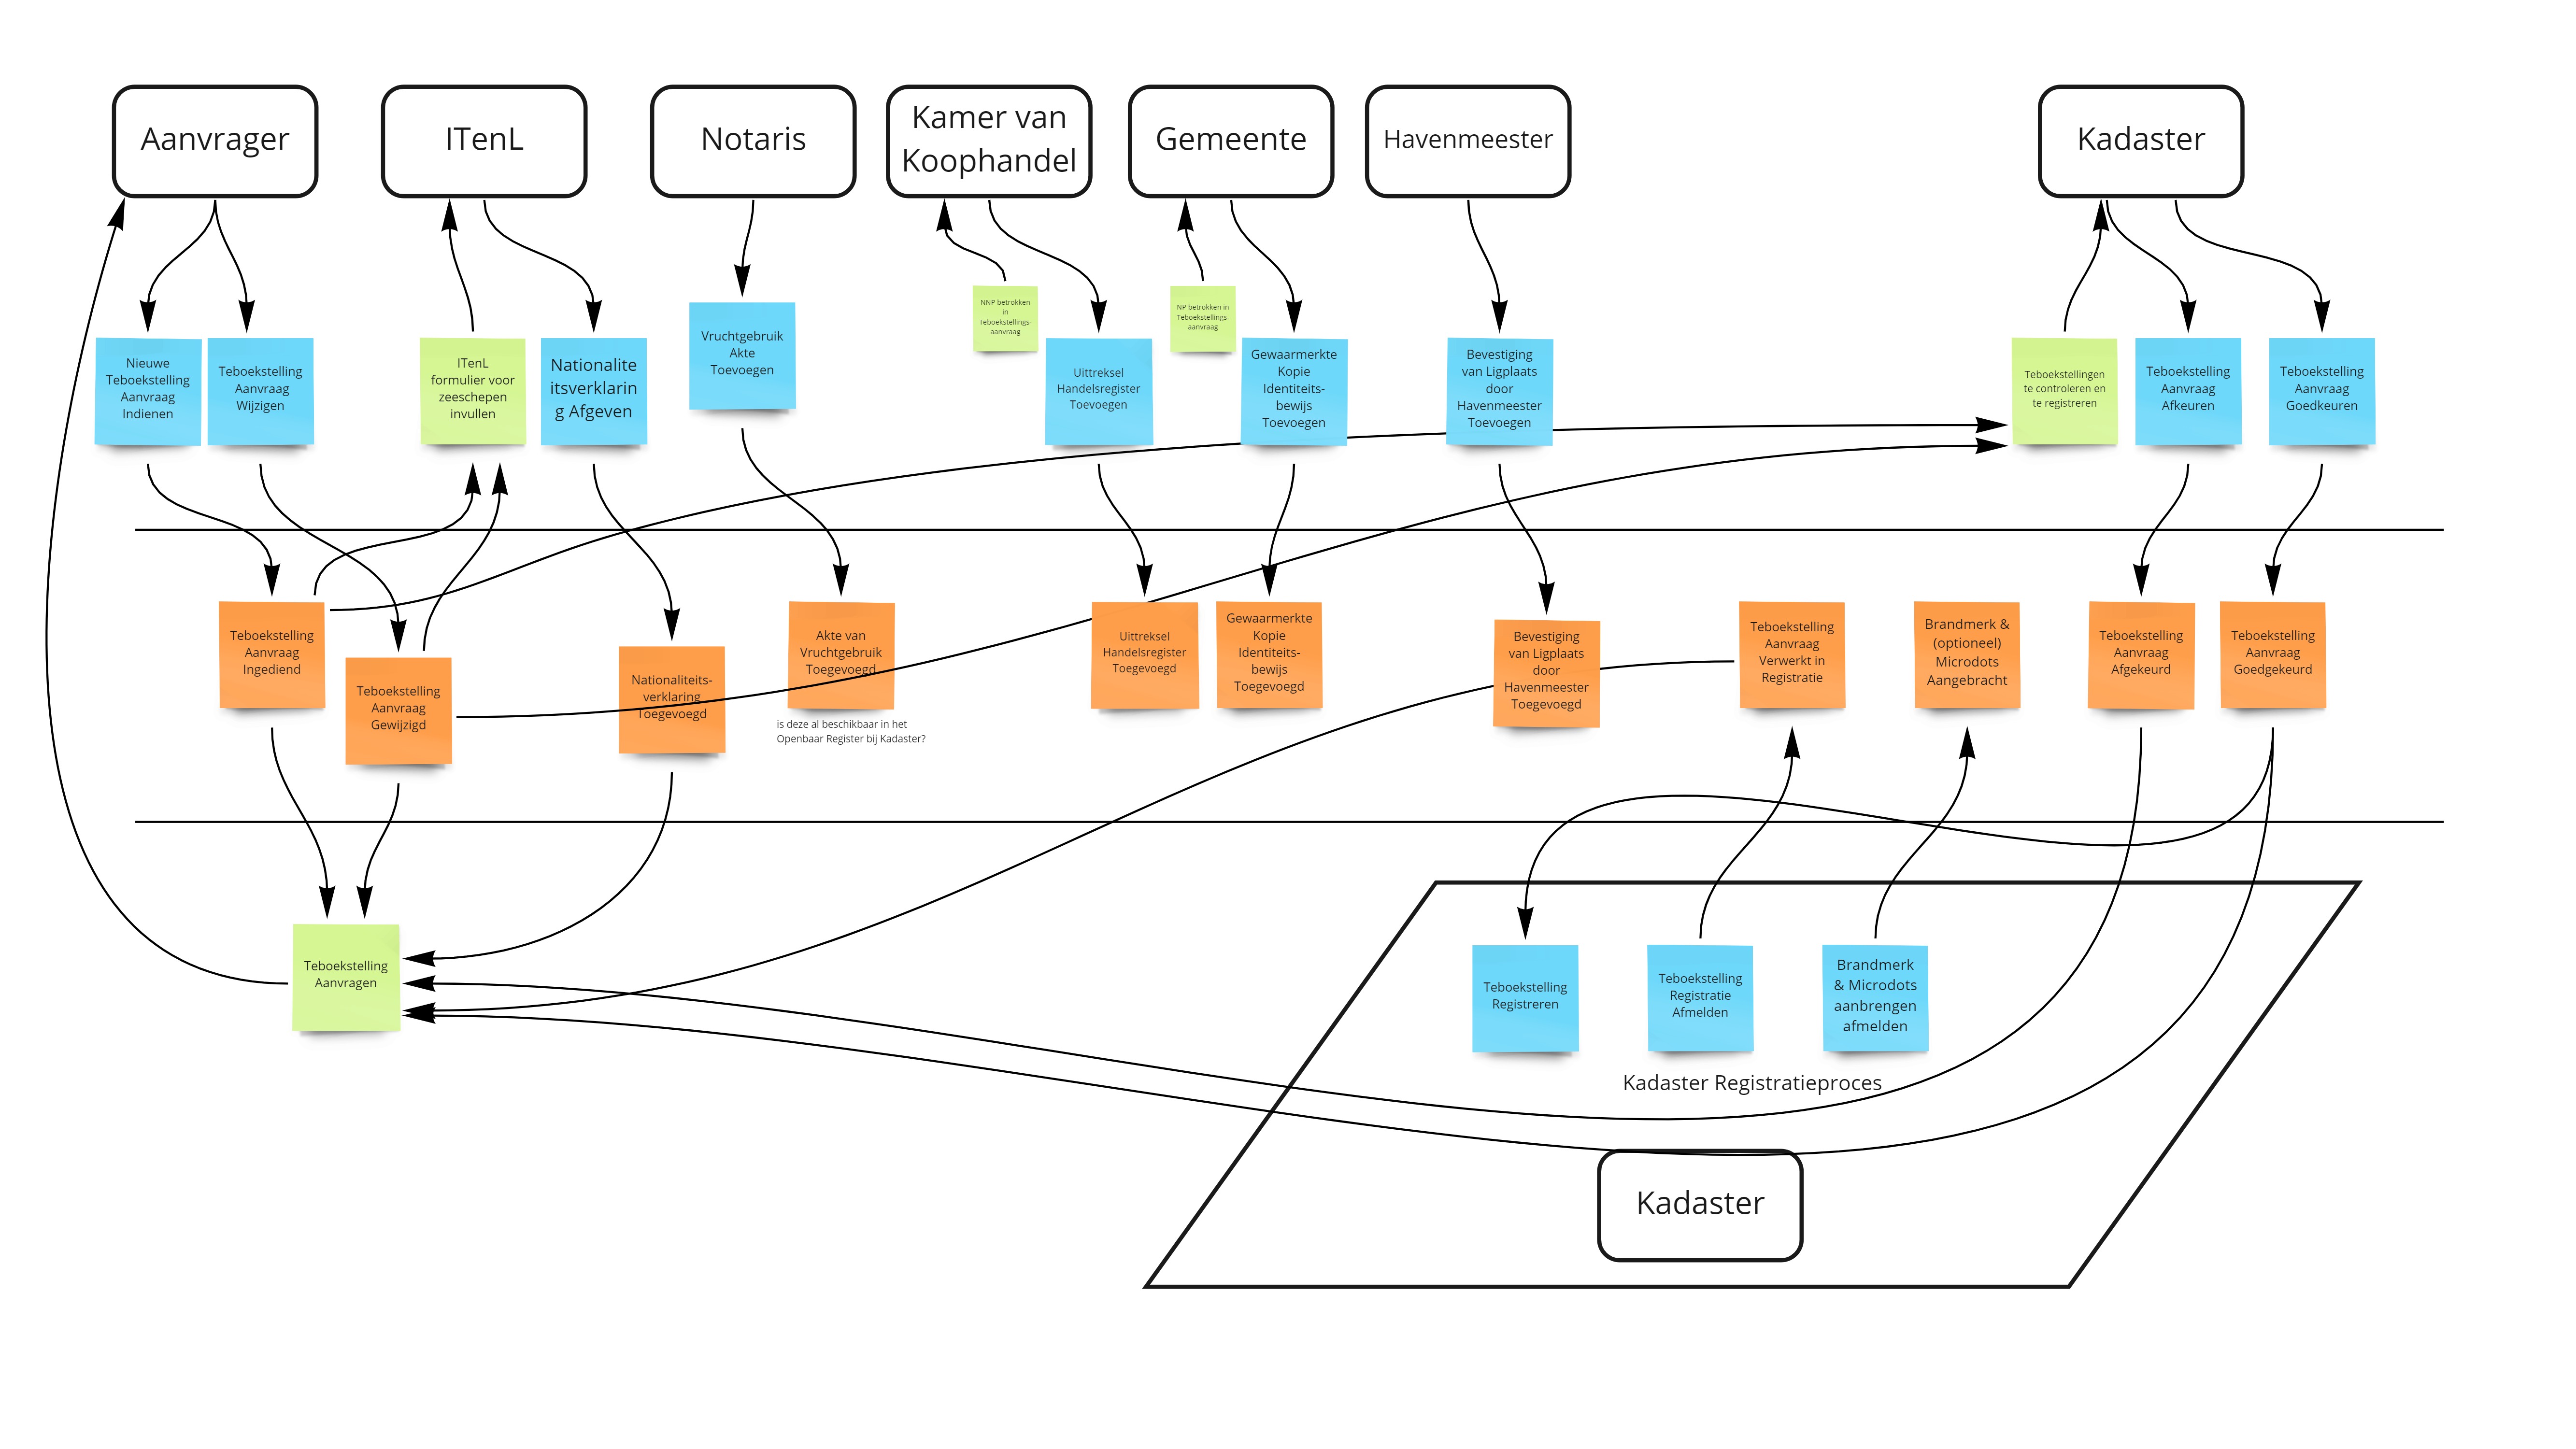 Aanvrager
ITenL
Notaris
Kamer van
Koophandel
Gemeente
Havenmeester
Kadaster
Nieuwe
Teboekstelling
Aanvraag
Indienen
Teboekstelling
Aanvraag
Wijzigen
ITenL
formulier voor
zeeschepen
invullen
Nationalite
itsverklarin
g Afgeven
Vruchtgebruik
Akte
Toevoegen
NNP betrokken
in
Teboekstellings-
aanvraag
Uittreksel
Handelsregister
Toevoegen
NP betrokken in
Teboekstellings-
aanvraag
Gewaarmerkte
Kopie
Identiteits-
bewijs
Toevoegen
Bevestiging
van Ligplaats
door
Havenmeester
Toevoegen
Teboekstellingen
te controleren en
te registreren
Teboekstelling
Aanvraag
Afkeuren
Teboekstelling
Aanvraag
Goedkeuren
Teboekstelling
Aanvraag
Ingediend
Teboekstelling
Aanvraag
Gewijzigd
Nationaliteits-
verklaring
Toegevoegd
Akte van
Vruchtgebruik
Toegevoegd
is deze al beschikbaar in het
Openbaar Register bij Kadaster?
Uittreksel
Handelsregister
Toegevoegd
Gewaarmerkte
Kopie
Identiteits-
bewijs
Toegevoegd
Bevestiging
van Ligplaats
door
Havenmeester
Toegevoegd
Teboekstelling
Aanvraag
Verwerkt in
Registratie
Brandmerk &
(optioneel)
Microdots
Aangebracht
Teboekstelling
Aanvraag
Afgekeurd
Teboekstelling
Aanvraag
Goedgekeurd
Teboekstelling
Aanvragen
Teboekstelling
Registreren
Teboekstelling
Registratie
Afmelden
Brandmerk
& Microdots
aanbrengen
afmelden
Kadaster Registratieproces
Kadaster